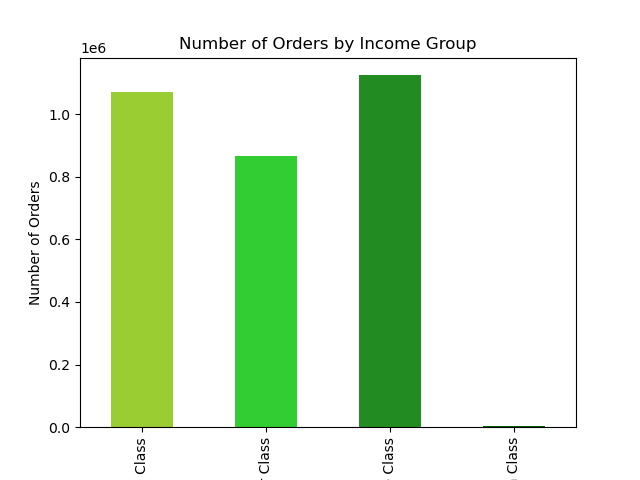 Number of Orders by Income Group
1e6
Number of Orders
1.0
0.8
0.6
0.4
0.2
0.0
Class
Class
Class
Class